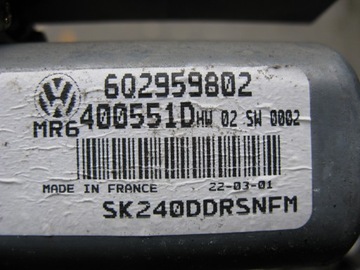 6Q2959802
MR6 400551D HW 02 SW 0002
MADE IN FRANCE 22-03-01
SK240DDRSNFM